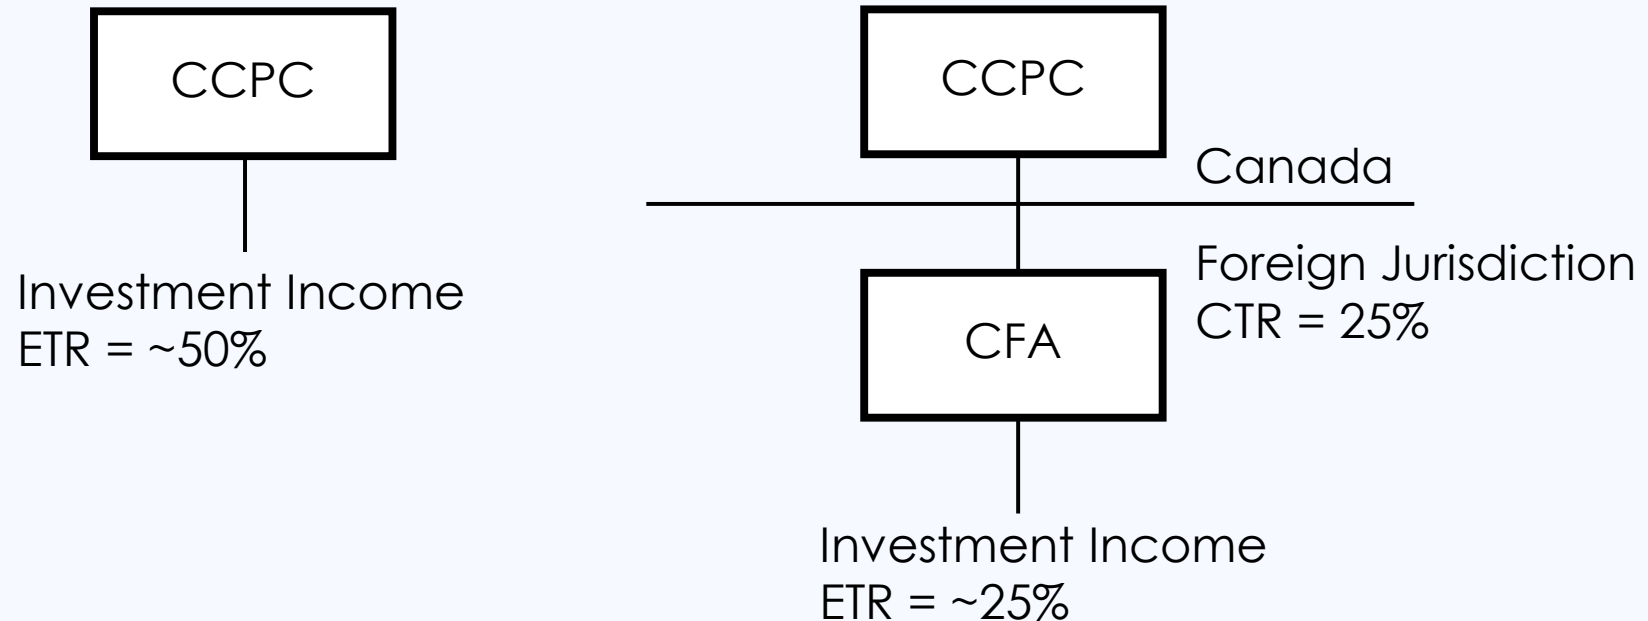 CCPC
Investment Income
ETR = ~50%
CCPC
Canada
Foreign Jurisdiction
CTR = 25%
CFA
Investment Income
ETR = ~25%